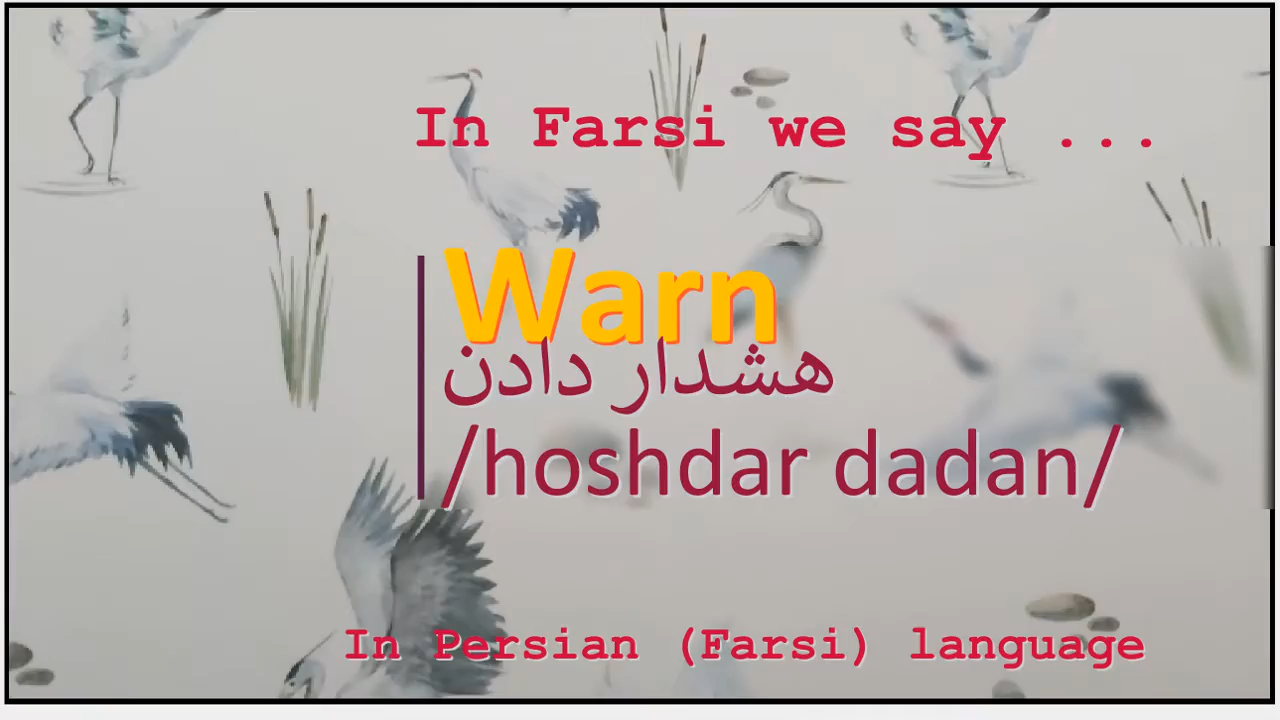 In Farsi we say ...
Warn
هشدار دادن
/hoshdar dadan/
In Persian (Farsi) language